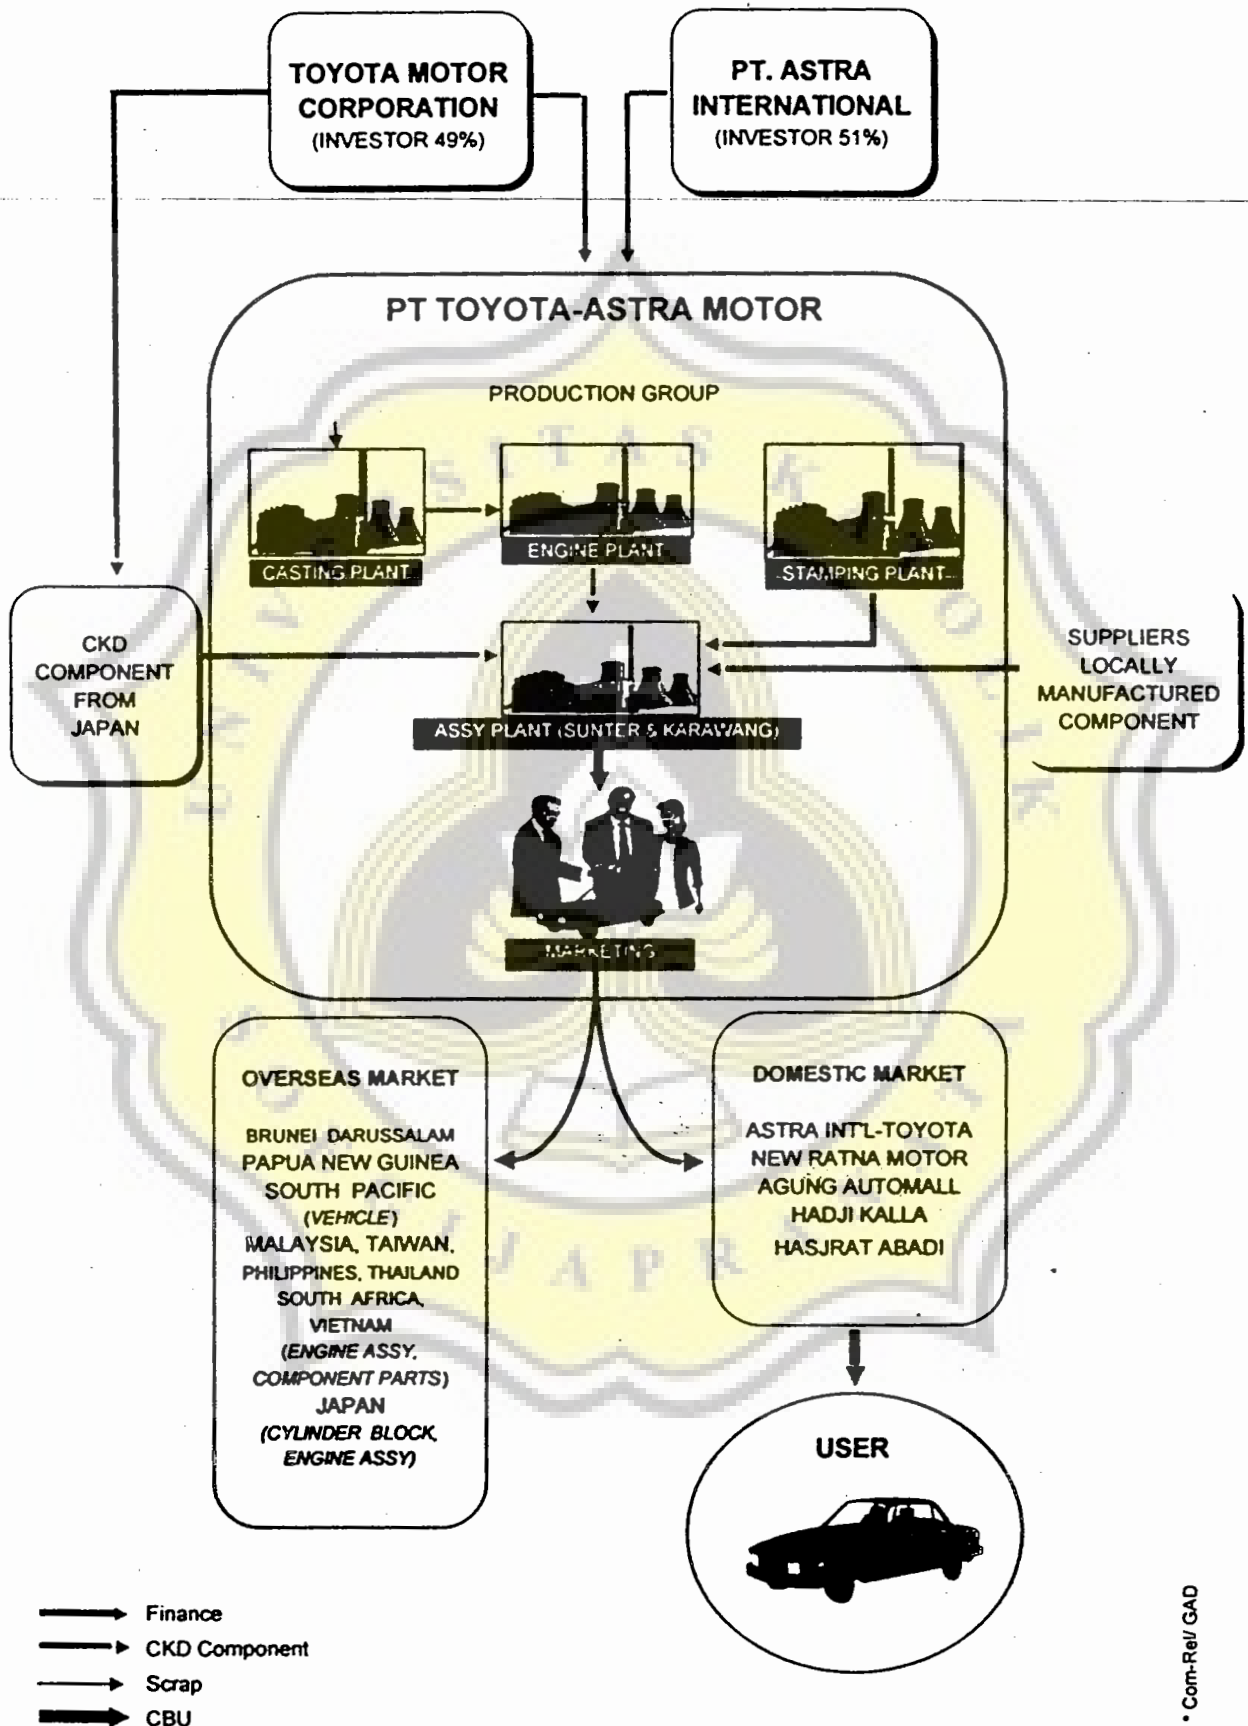 TOYOTA MOTOR
CORPORATION
(INVESTOR 49%)
PT. ASTRA
INTERNATIONAL
(INVESTOR 51%)
PT TOYOTA-ASTRA MOTOR
PRODUCTION GROUP
CASTING PLANT
ENGINE PLANT
STAMPING PLANT
CKD
COMPONENT
FROM
JAPAN
SUPPLIERS
LOCALLY
MANUFACTURED
COMPONENT
ASSY PLANT (SUNTER & KARAWANG)
MARKETING
OVERSEAS MARKET
BRUNEI DARUSSALAM
PAPUA NEW GUINEA
SOUTH PACIFIC
(VEHICLE)
MALAYSIA, TAIWAN,
PHILIPPINES, THAILAND
SOUTH AFRICA,
VIETNAM
(ENGINE ASSY,
COMPONENT PARTS)
JAPAN
(CYLINDER BLOCK,
ENGINE ASSY)
DOMESTIC MARKET
ASTRA INT'L-TOYOTA
NEW RATNA MOTOR
AGUNG AUTOMALL
HADJI KALLA
HASJRAT ABADI
USER
Finance
CKD Component
Scrap
CBU
* Com-Rel/ GAD